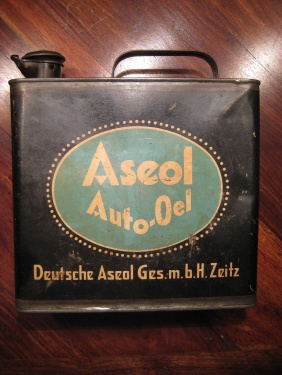 Aseol
Auto-Oel
Deutsche Aseol Ges.m.b.H. Zeitz